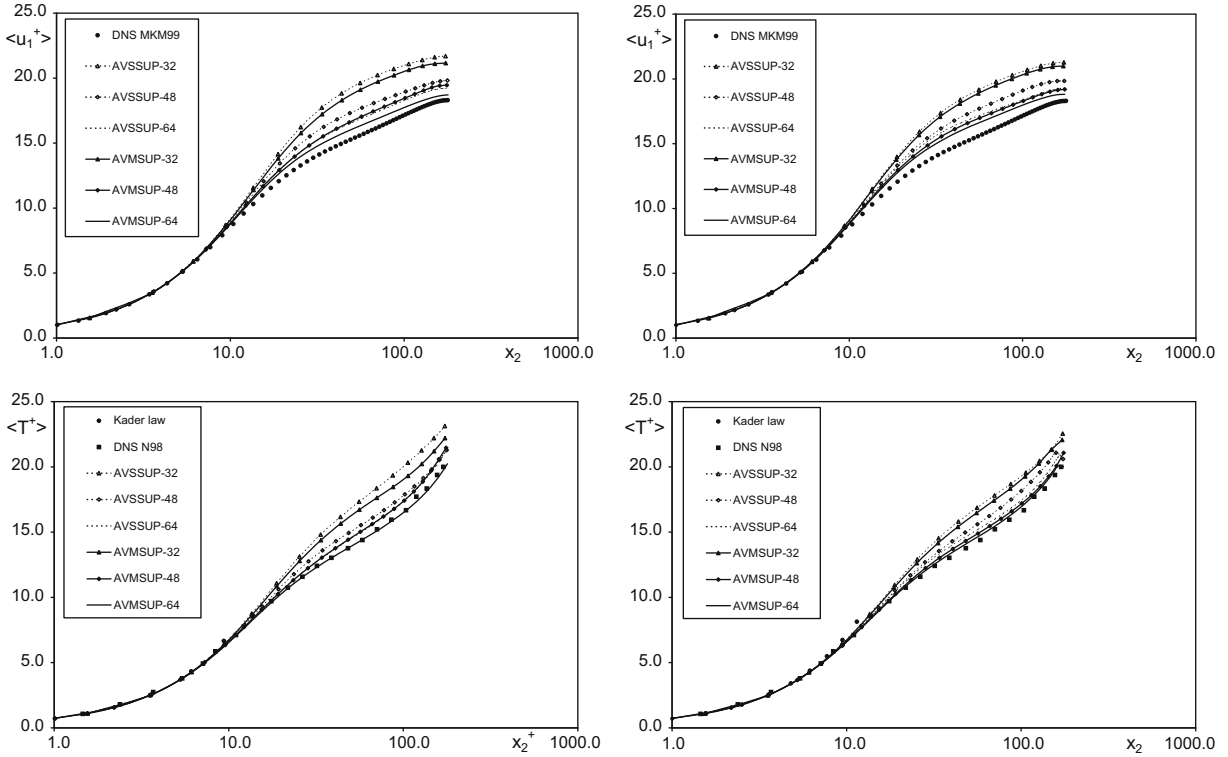 25.0
<u₁⁺>
20.0
15.0
10.0
5.0
0.0
DNS MKM99
AVSSUP-32
AVSSUP-48
AVSSUP-64
AVMSUP-32
AVMSUP-48
AVMSUP-64
1.0 10.0 100.0 x₂ 1000.0
25.0
<u₁⁺>
20.0
15.0
10.0
5.0
0.0
DNS MKM99
AVSSUP-32
AVSSUP-48
AVSSUP-64
AVMSUP-32
AVMSUP-48
AVMSUP-64
1.0 10.0 100.0 x₂ 1000.0
25.0
<T⁺>
20.0
15.0
10.0
5.0
0.0
Kader law
DNS N98
AVSSUP-32
AVSSUP-48
AVSSUP-64
AVMSUP-32
AVMSUP-48
AVMSUP-64
1.0 10.0 100.0 x₂⁺ 1000.0
25.0
<T⁺>
20.0
15.0
10.0
5.0
0.0
Kader law
DNS N98
AVSSUP-32
AVSSUP-48
AVSSUP-64
AVMSUP-32
AVMSUP-48
AVMSUP-64
1.0 10.0 100.0 x₂ 1000.0